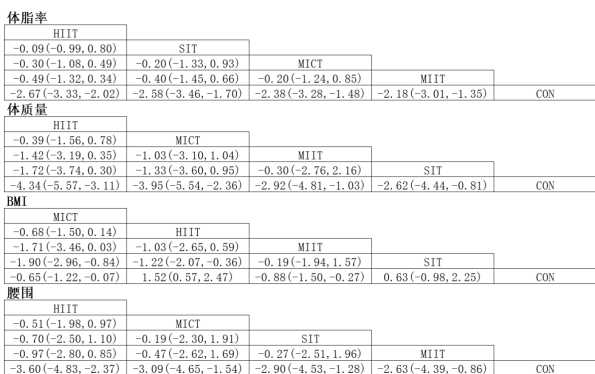 体脂率
HIIT
-0.09(-0.99,0.80) SIT
-0.30(-1.08,0.49) -0.20(-1.33,0.93) MICT
-0.49(-1.32,0.34) -0.40(-1.45,0.66) -0.20(-1.24,0.85) MIIT
-2.67(-3.33,-2.02) -2.58(-3.46,-1.70) -2.38(-3.28,-1.48) -2.18(-3.01,-1.35) CON
体质量
HIIT
-0.39(-1.56,0.78) MICT
-1.42(-3.19,0.35) -1.03(-3.10,1.04) MIIT
-1.72(-3.74,0.30) -1.33(-3.60,0.95) -0.30(-2.76,2.16) SIT
-4.34(-5.57,-3.11) -3.95(-5.54,-2.36) -2.92(-4.81,-1.03) -2.62(-4.44,-0.81) CON
BMI
MICT
-0.68(-1.50,0.14) HIIT
-1.71(-3.46,0.03) -1.03(-2.65,0.59) MIIT
-1.90(-2.96,-0.84) -1.22(-2.07,-0.36) -0.19(-1.94,1.57) SIT
-0.65(-1.22,-0.07) 1.52(0.57,2.47) -0.88(-1.50,-0.27) 0.63(-0.98,2.25) CON
腰围
HIIT
-0.51(-1.98,0.97) MICT
-0.70(-2.50,1.10) -0.19(-2.30,1.91) SIT
-0.97(-2.80,0.85) -0.47(-2.62,1.69) -0.27(-2.51,1.96) MIIT
-3.60(-4.83,-2.37) -3.09(-4.65,-1.54) -2.90(-4.53,-1.28) -2.63(-4.39,-0.86) CON